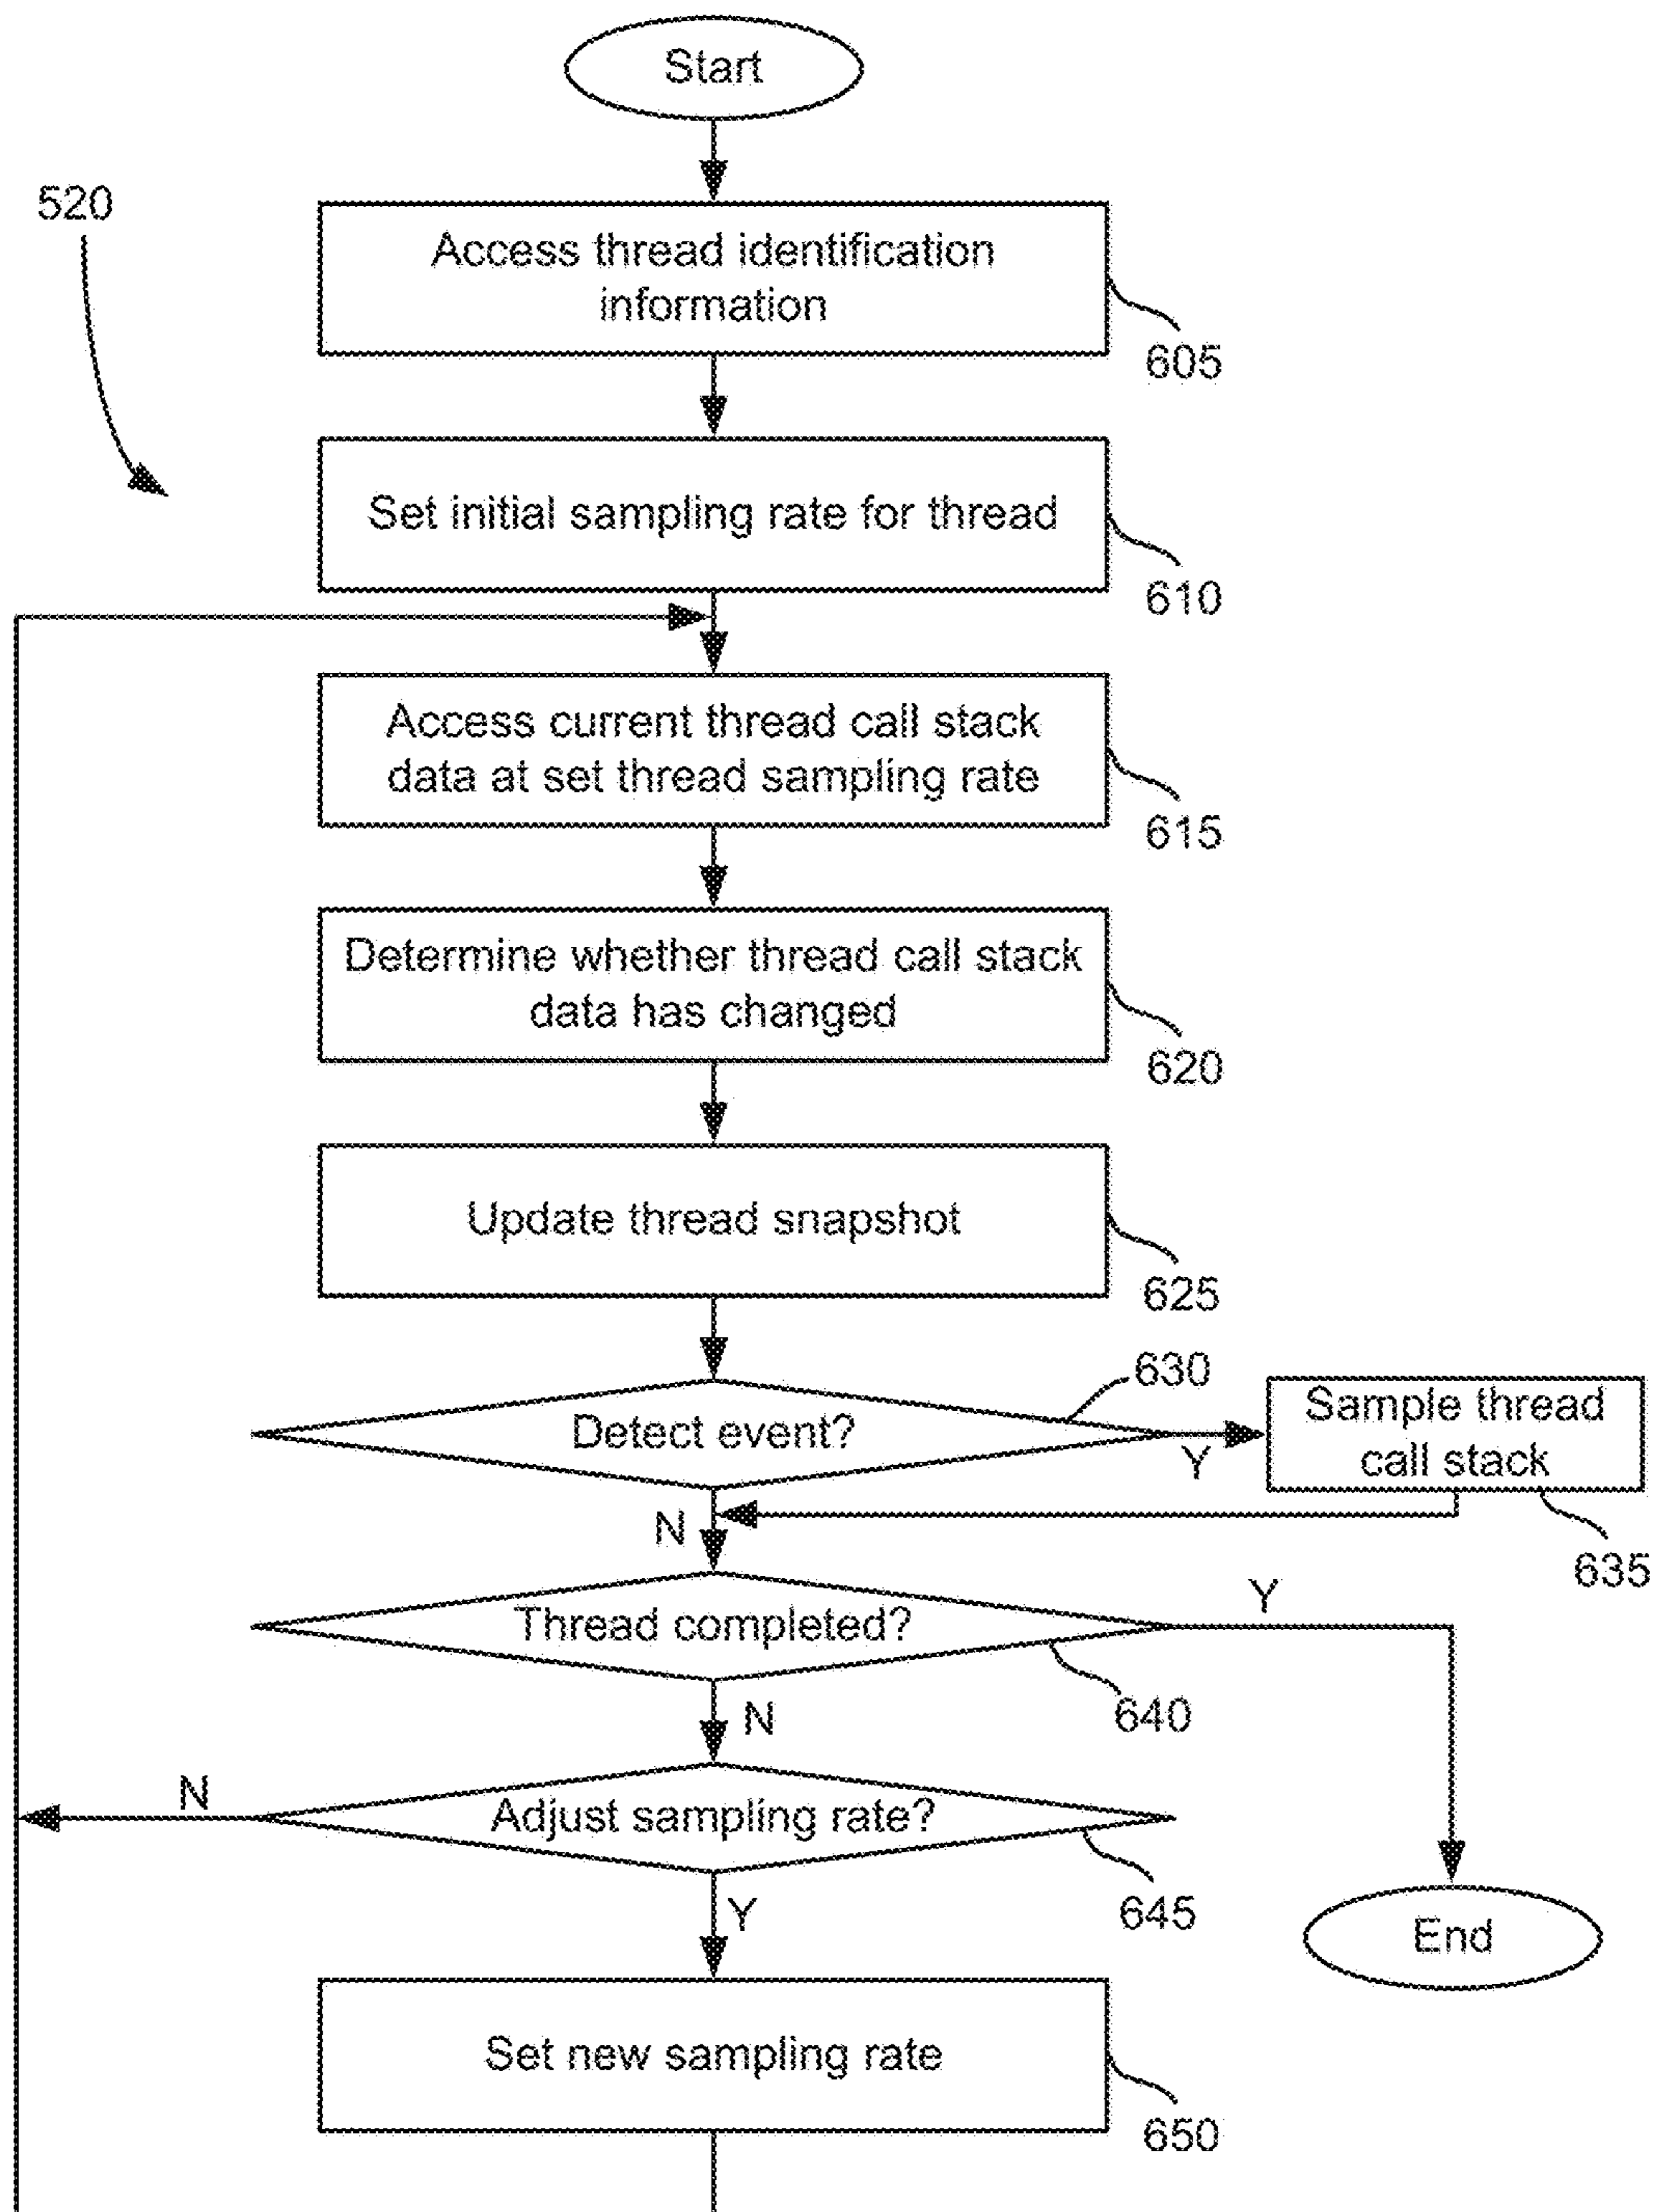 Start
520
Access thread identification
information
605
Set initial sampling rate for thread
610
Access current thread call stack
data at set thread sampling rate
615
Determine whether thread call stack
data has changed
620
Update thread snapshot
625
630
Detect event?
Y
Sample thread
call stack
N
635
Thread completed?
Y
640
N
Adjust sampling rate?
N
645
Y
End
Set new sampling rate
650